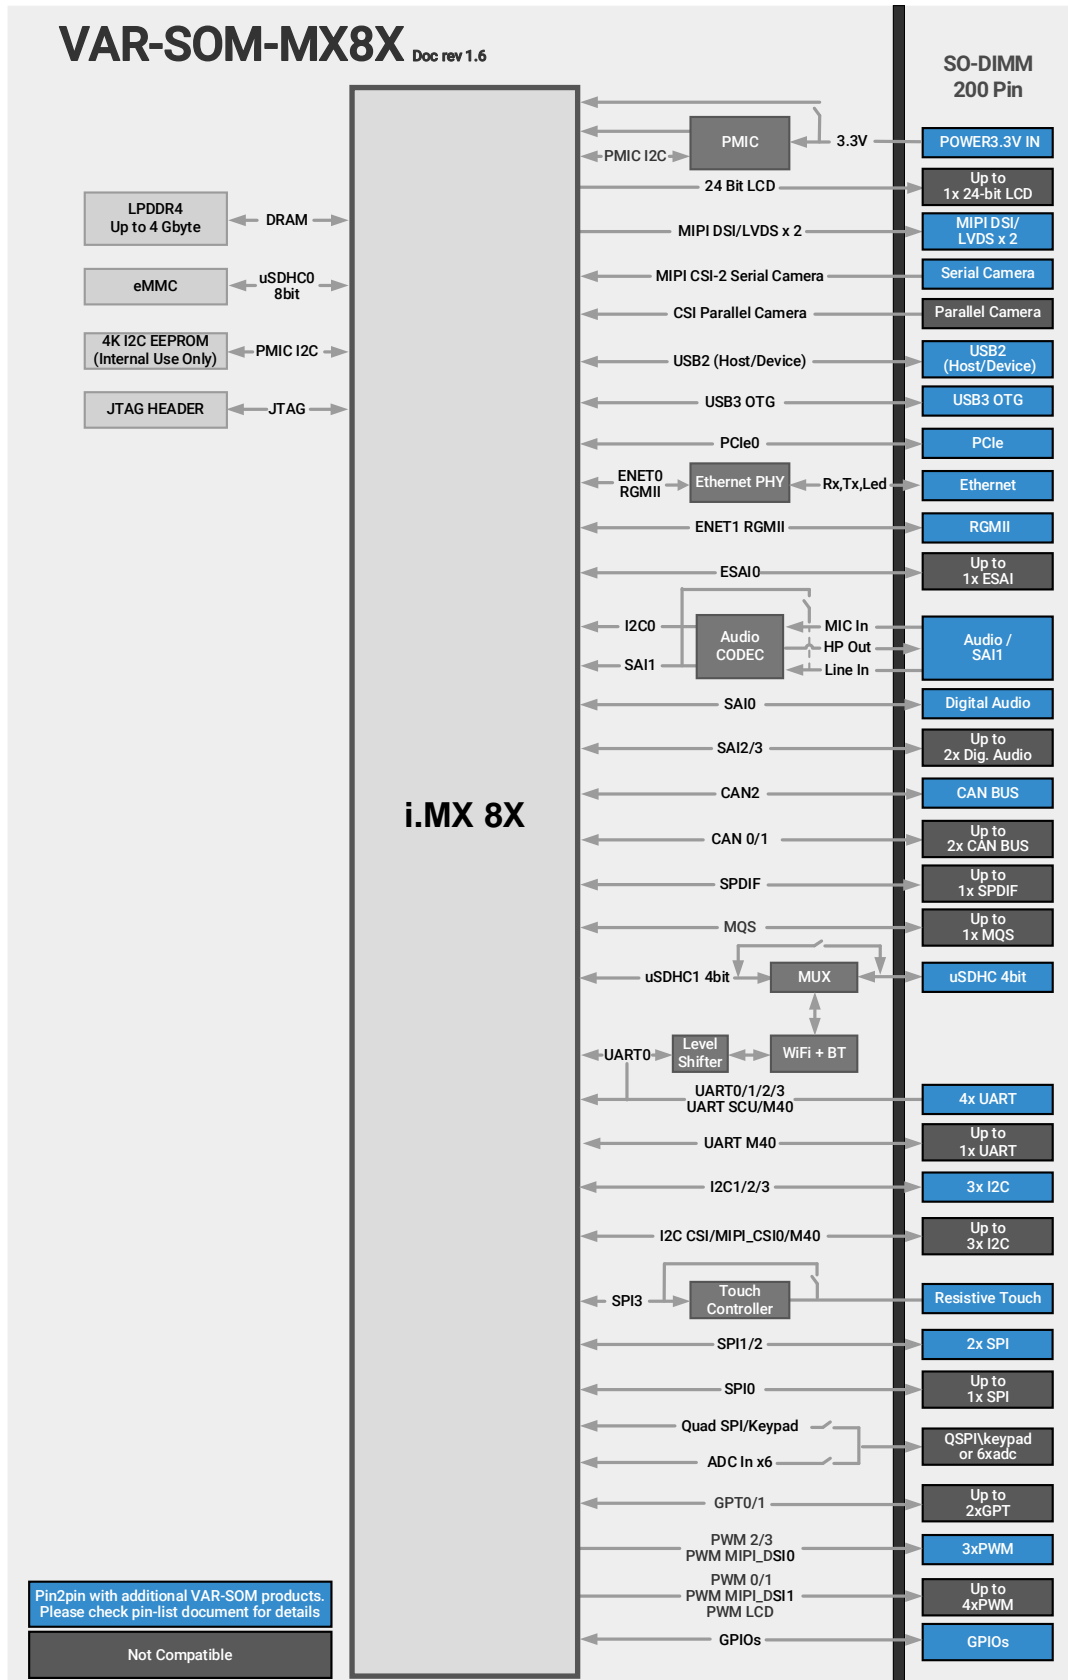 VAR-SOM-MX8X Doc rev 1.6
SO-DIMM
200 Pin
PMIC
3.3V
POWER3.3V IN
PMIC I2C
24 Bit LCD
Up to
1x 24-bit LCD
LPDDR4
Up to 4 Gbyte
DRAM
MIPI DSI/LVDS x 2
MIPI DSI/
LVDS x 2
eMMC
uSDHC0
8bit
MIPI CSI-2 Serial Camera
Serial Camera
CSI Parallel Camera
Parallel Camera
4K I2C EEPROM
(Internal Use Only)
PMIC I2C
USB2 (Host/Device)
USB2
(Host/Device)
JTAG HEADER
JTAG
USB3 OTG
USB3 OTG
PCIe0
PCIe
ENET0
RGMII
Ethernet PHY
Rx,Tx,Led
Ethernet
ENET1 RGMII
RGMII
ESAI0
Up to
1x ESAI
I2C0
SAI1
Audio
CODEC
MIC In
HP Out
Line In
Audio /
SAI1
SAI0
Digital Audio
SAI2/3
Up to
2x Dig. Audio
i.MX 8X
CAN2
CAN BUS
CAN 0/1
Up to
2x CAN BUS
SPDIF
Up to
1x SPDIF
MQS
Up to
1x MQS
uSDHC1 4bit
MUX
uSDHC 4bit
UART0
Level
Shifter
WiFi + BT
UART0/1/2/3
UART SCU/M40
4x UART
UART M40
Up to
1x UART
I2C1/2/3
3x I2C
I2C CSI/MIPI_CSI0/M40
Up to
3x I2C
SPI3
Touch
Controller
Resistive Touch
SPI1/2
2x SPI
SPI0
Up to
1x SPI
Quad SPI/Keypad
ADC In x6
QSPI\keypad
or 6xadc
GPT0/1
Up to
2xGPT
PWM 2/3
PWM MIPI_DSI0
3xPWM
PWM 0/1
PWM MIPI_DSI1
PWM LCD
Up to
4xPWM
GPIOs
GPIOs
Pin2pin with additional VAR-SOM products.
Please check pin-list document for details
Not Compatible